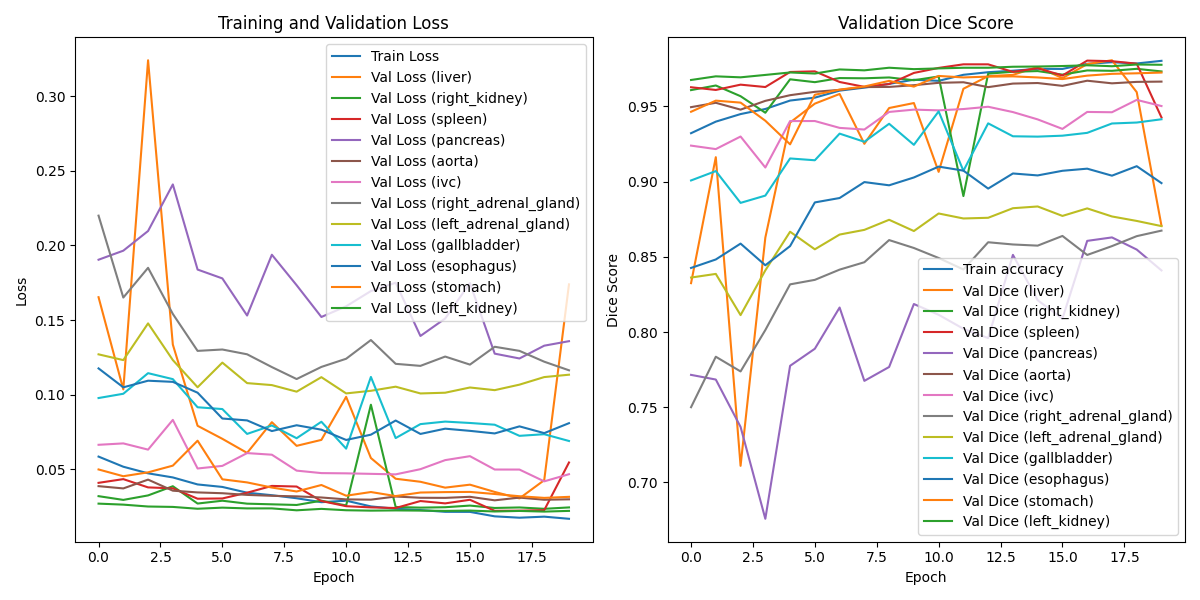 Training and Validation Loss
0.30
0.25
0.20
0.15
0.10
0.05
Loss
0.0
2.5
5.0
7.5
10.0
12.5
15.0
17.5
Epoch
Train Loss
Val Loss (liver)
Val Loss (right_kidney)
Val Loss (spleen)
Val Loss (pancreas)
Val Loss (aorta)
Val Loss (ivc)
Val Loss (right_adrenal_gland)
Val Loss (left_adrenal_gland)
Val Loss (gallbladder)
Val Loss (esophagus)
Val Loss (stomach)
Val Loss (left_kidney)
Validation Dice Score
0.95
0.90
0.85
0.80
0.75
0.70
Dice Score
0.0
2.5
5.0
7.5
10.0
12.5
15.0
17.5
Epoch
Train accuracy
Val Dice (liver)
Val Dice (right_kidney)
Val Dice (spleen)
Val Dice (pancreas)
Val Dice (aorta)
Val Dice (ivc)
Val Dice (right_adrenal_gland)
Val Dice (left_adrenal_gland)
Val Dice (gallbladder)
Val Dice (esophagus)
Val Dice (stomach)
Val Dice (left_kidney)